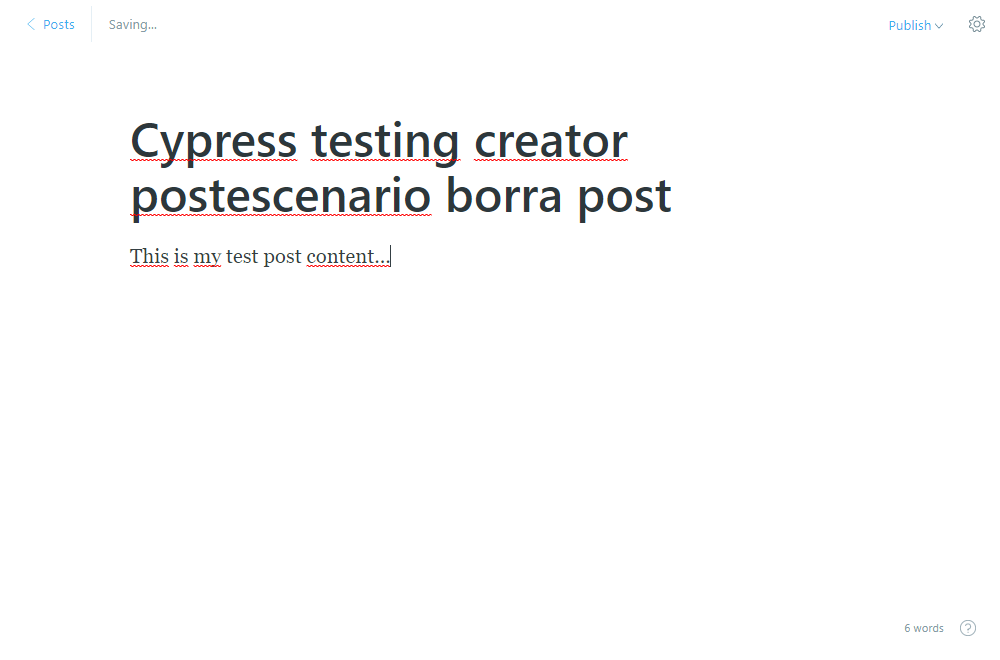 Posts
Saving...
Publish
Cypress testing creator
postescenario borra post
This is my test post content...
6 words
?